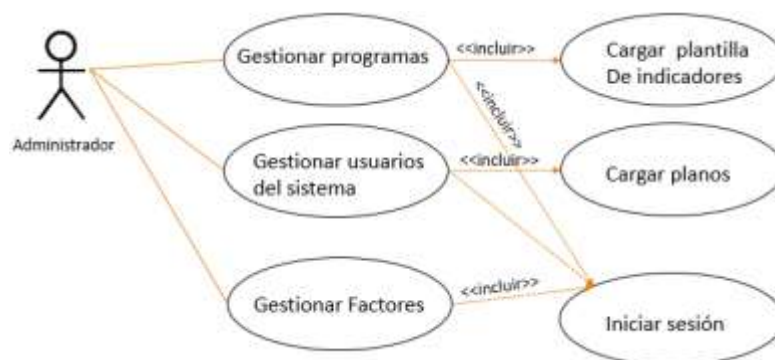 Administrador
Gestionar programas
<<incluir>>
Cargar plantilla
De indicadores
<<incluir>>
Gestionar usuarios
del sistema
<<incluir>>
Cargar planos
Gestionar Factores
<<incluir>>
Iniciar sesión